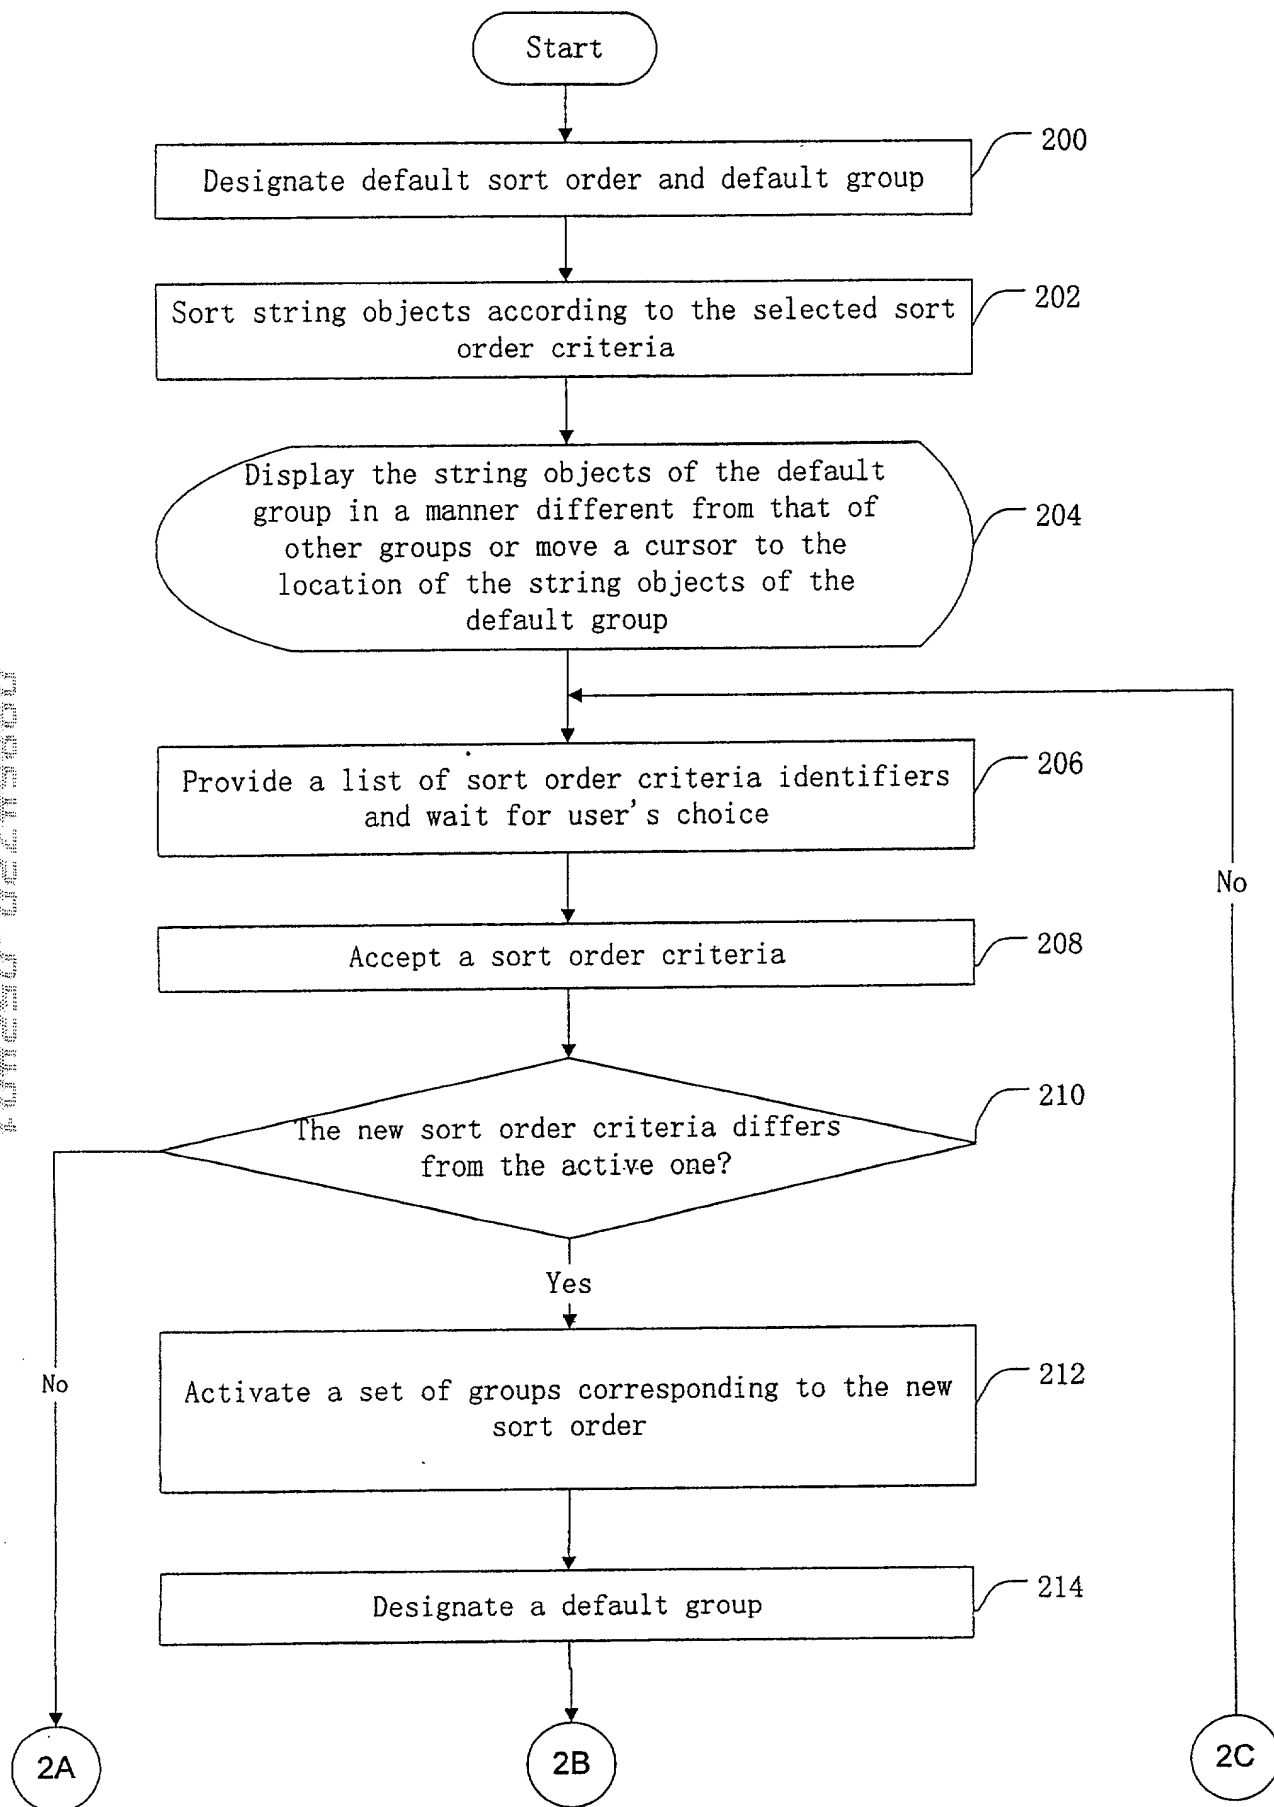 Start
200
Designate default sort order and default group
202
Sort string objects according to the selected sort
order criteria
Display the string objects of the default
group in a manner different from that of
204
other groups or move a cursor to the
location of the string objects of the
default group
206
Provide a list of sort order criteria identifiers
and wait for user's choice
No
208
Accept a sort order criteria
210
The new sort order criteria differs
from the active one?
Yes
No
212
Activate a set of groups corresponding to the new
sort order
214
Designate a default group
2A
2B
2C